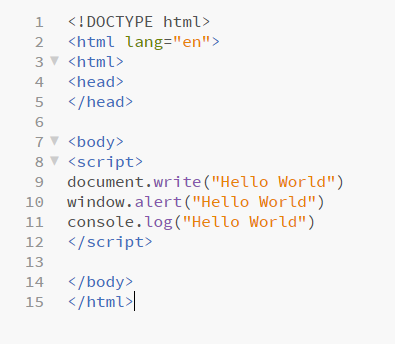 1 <!DOCTYPE html>
2 <html lang="en">
3 <html>
4 <head>
5 </head>
6
7 <body>
8 <script>
9 document.write("Hello World")
10 window.alert("Hello World")
11 console.log("Hello World")
12 </script>
13
14 </body>
15 </html>